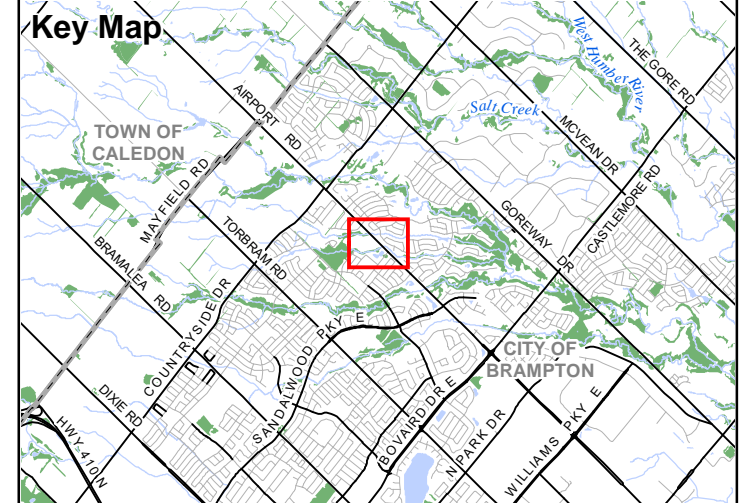 Key Map
West Humber River
THE GORE RD
AIRPORT RD
Salt Creek
TOWN OF
CALEDON
MCVEAN DR
MAYFIELD RD
CASTLEMORE RD
TORBRAM RD
GOREWAY DR
BRAMALEA RD
COUNTRYSIDE DR
SANDALWOOD PKY E
CITY OF
BRAMPTON
DIXIE RD
BOVAIRD DR E
N PARK DR
WILLIAMS PKY E
HWY 410 N